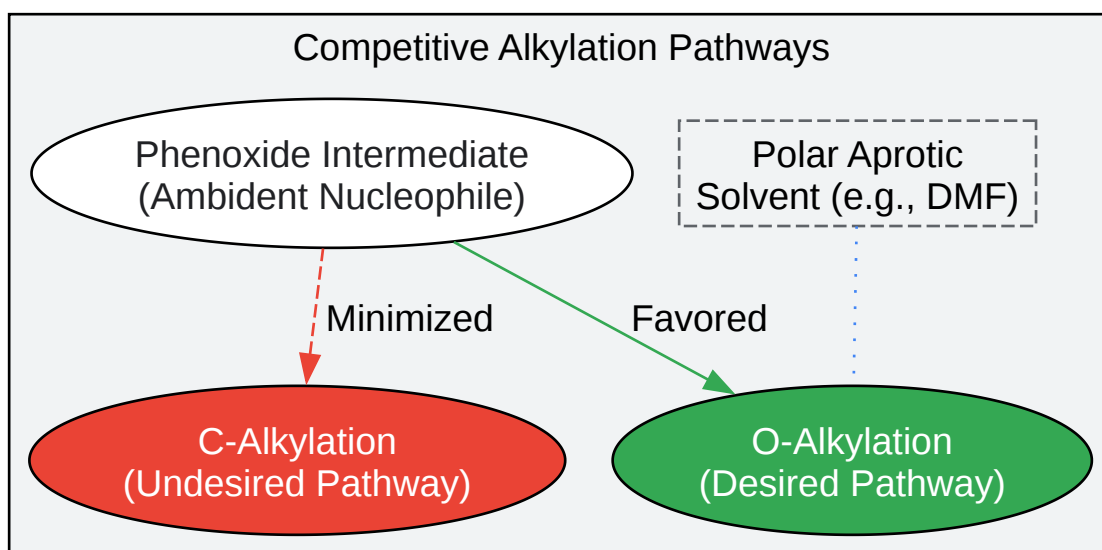 Competitive Alkylation Pathways
Phenoxide Intermediate
(Ambident Nucleophile)
Polar Aprotic
Solvent (e.g., DMF)
Minimized
Favored
C-Alkylation
(Undesired Pathway)
O-Alkylation
(Desired Pathway)